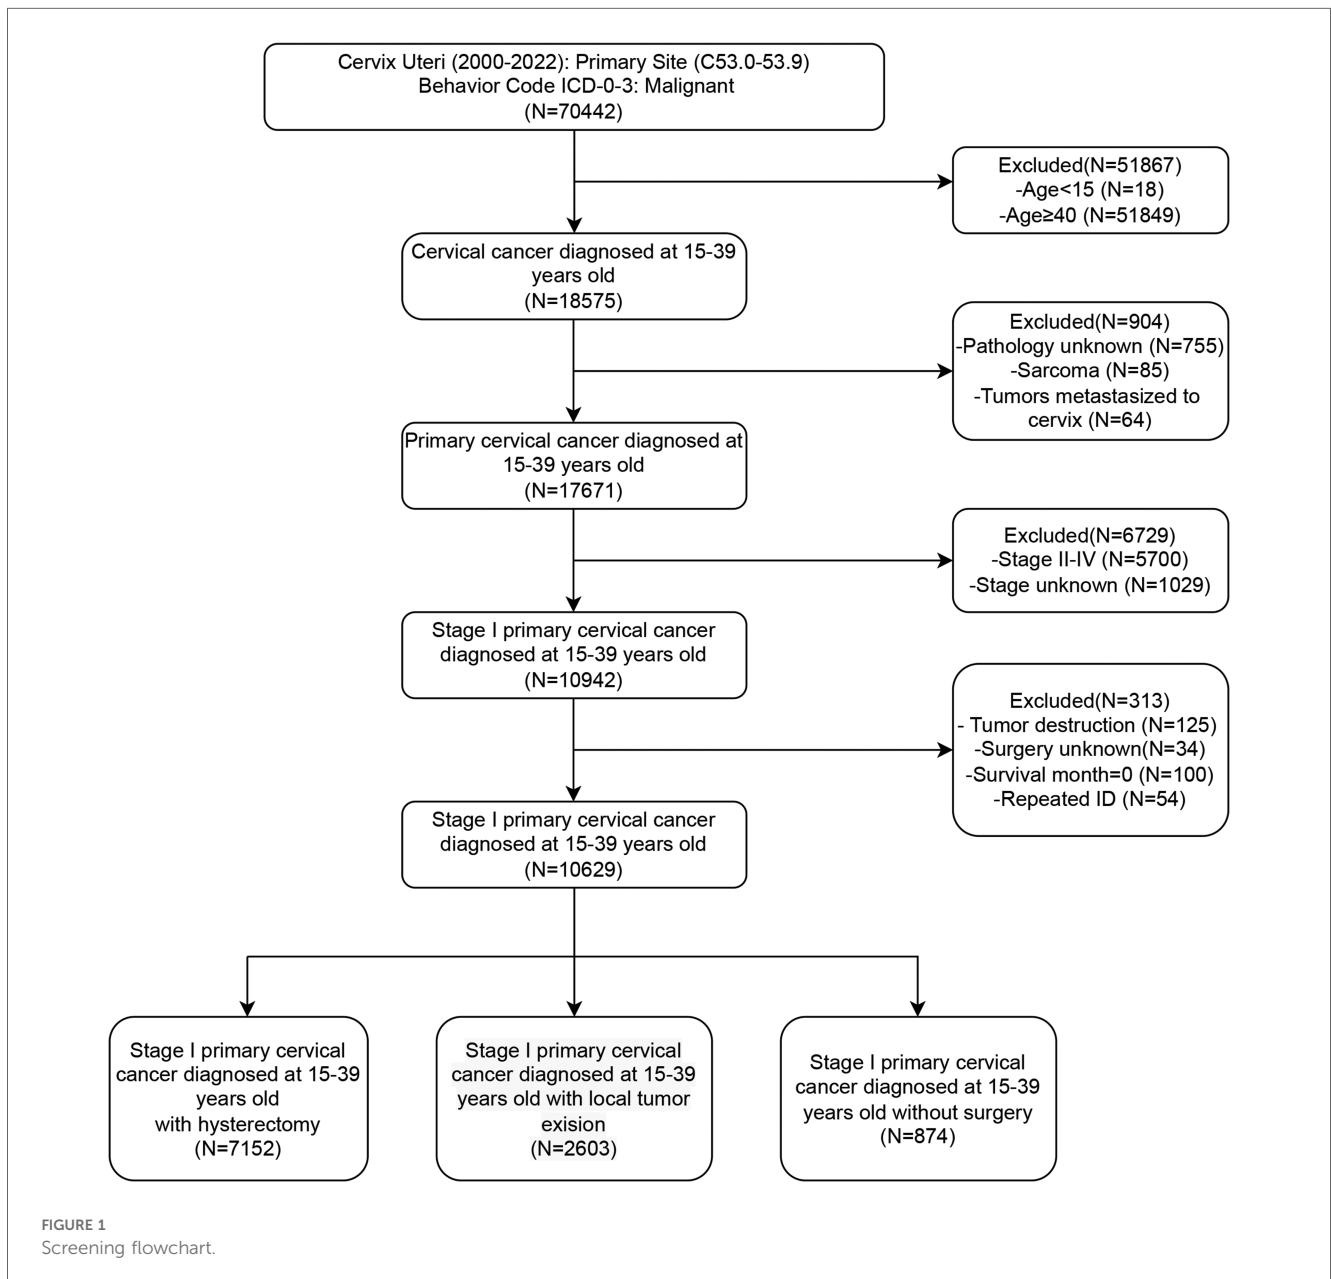 Cervix Uteri (2000-2022): Primary Site (C53.0-53.9)
Behavior Code ICD-0-3: Malignant
(N=70442)
Excluded(N=51867)
-Age<15 (N=18)
-Age≥40 (N=51849)
Cervical cancer diagnosed at 15-39
years old
(N=18575)
Excluded(N=904)
-Pathology unknown (N=755)
-Sarcoma (N=85)
-Tumors metastasized to
cervix (N=64)
Primary cervical cancer diagnosed at
15-39 years old
(N=17671)
Excluded(N=6729)
-Stage II-IV (N=5700)
-Stage unknown (N=1029)
Stage I primary cervical cancer
diagnosed at 15-39 years old
(N=10942)
Excluded(N=313)
- Tumor destruction (N=125)
-Surgery unknown(N=34)
-Survival month=0 (N=100)
-Repeated ID (N=54)
Stage I primary cervical cancer
diagnosed at 15-39 years old
(N=10629)
Stage I primary cervical
cancer diagnosed at 15-39
years old
with hysterectomy
(N=7152)
Stage I primary cervical
cancer diagnosed at 15-39
years old with local tumor
exision
(N=2603)
Stage I primary cervical
cancer diagnosed at 15-39
years old without surgery
(N=874)
FIGURE 1
Screening flowchart.